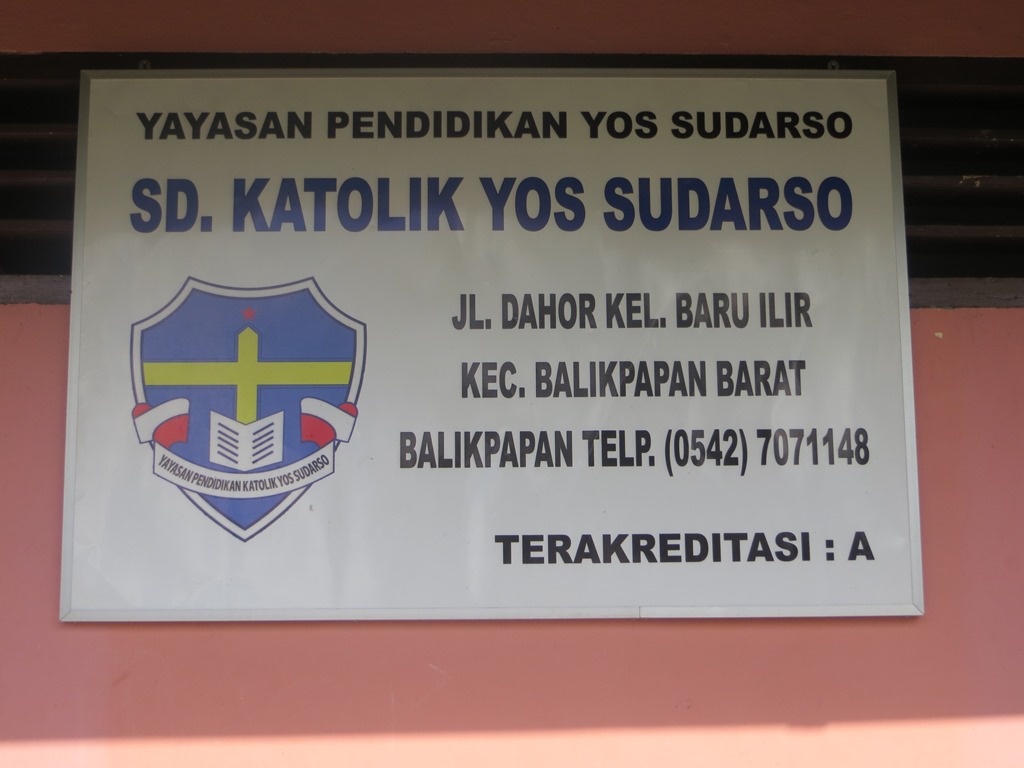 YAYASAN PENDIDIKAN YOS SUDARSO
SD. KATOLIK YOS SUDARSO
JL. DAHOR KEL. BARU ILIR
KEC. BALIKPAPAN BARAT
BALIKPAPAN TELP. (0542) 7071148
YAYASAN PENDIDIKAN KATOLIK YOS SUDARSO
TERAKREDITASI : A